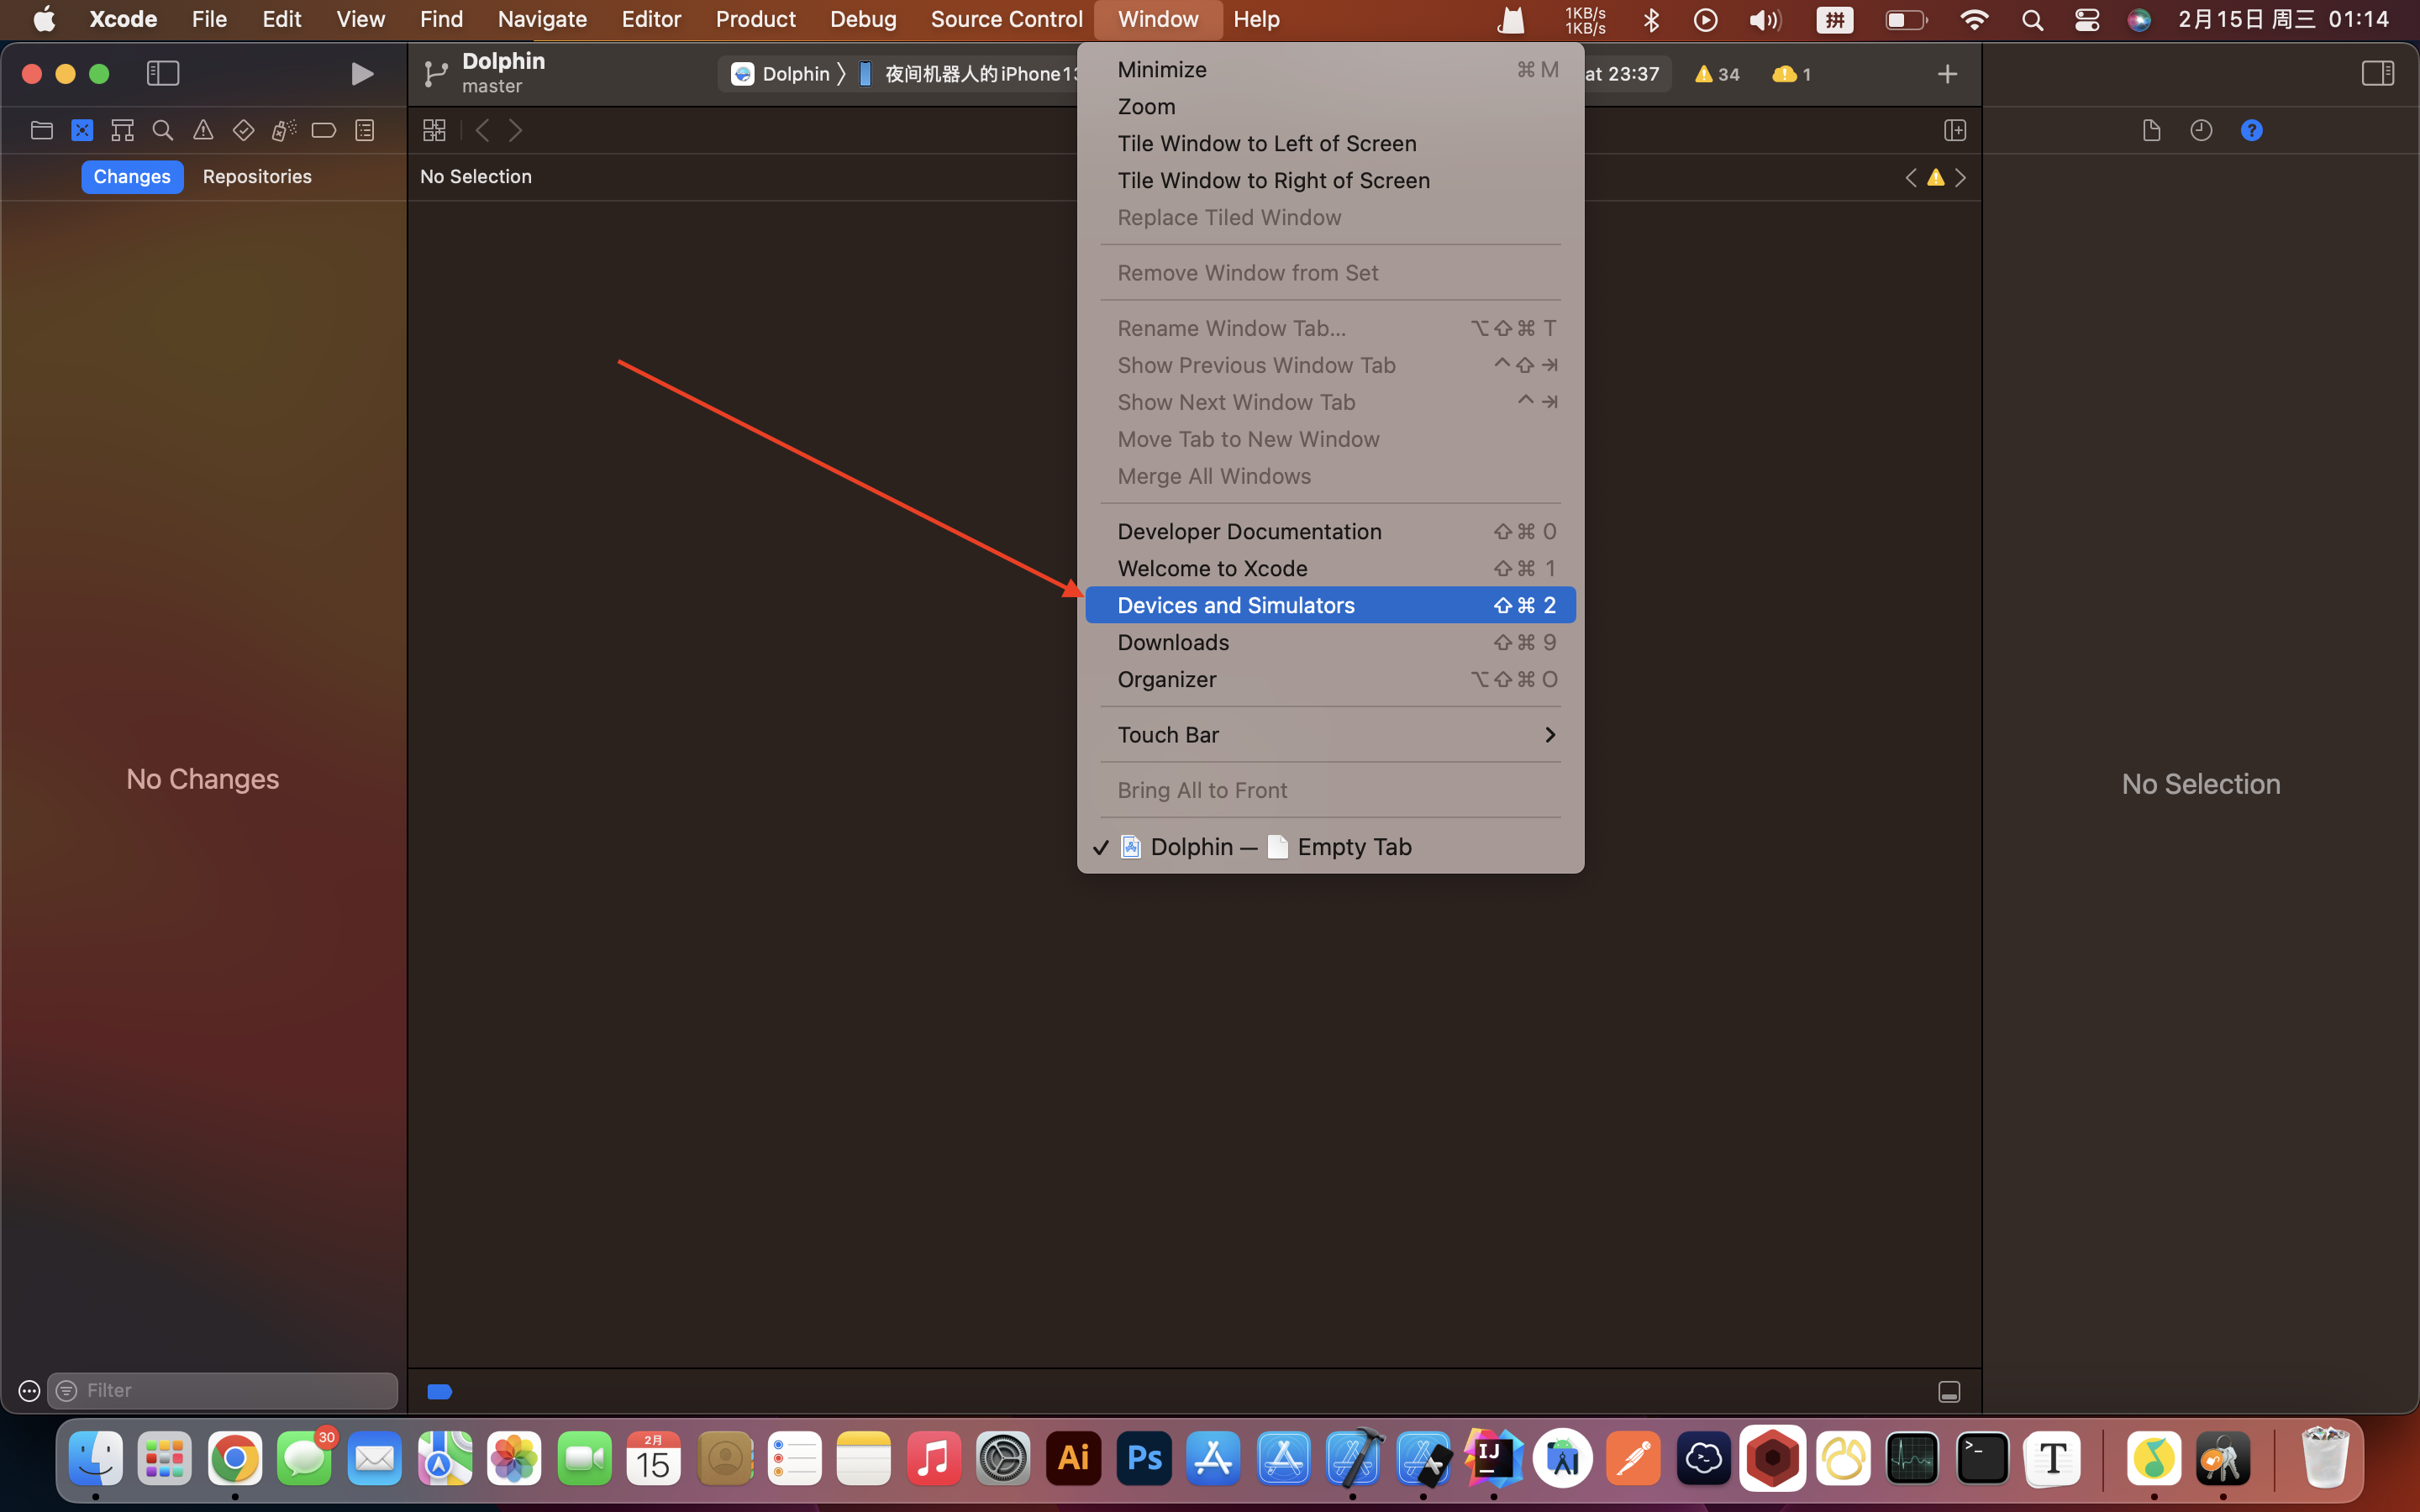 Xcode File Edit View Find Navigate Editor Product Debug Source Control Window Help 1KB/s 1KB/s 拼 2月15日 周三 01:14
Dolphin
master
Dolphin 〉 夜间机器人的iPhone13
at 23:37 34 1
Changes Repositories
No Selection
No Changes
No Selection
Minimize ⌘ M
Zoom
Tile Window to Left of Screen
Tile Window to Right of Screen
Replace Tiled Window
Remove Window from Set
Rename Window Tab... ⌥⇧⌘ T
Show Previous Window Tab ^⇧⇥
Show Next Window Tab ^⇥
Move Tab to New Window
Merge All Windows
Developer Documentation ⇧⌘ 0
Welcome to Xcode ⇧⌘ 1
Devices and Simulators ⇧⌘ 2
Downloads ⇧⌘ 9
Organizer ⌥⇧⌘ O
Touch Bar
Bring All to Front
✓ Dolphin — Empty Tab
Filter
30
2月
15
Ai
Ps
IJ
>_
T